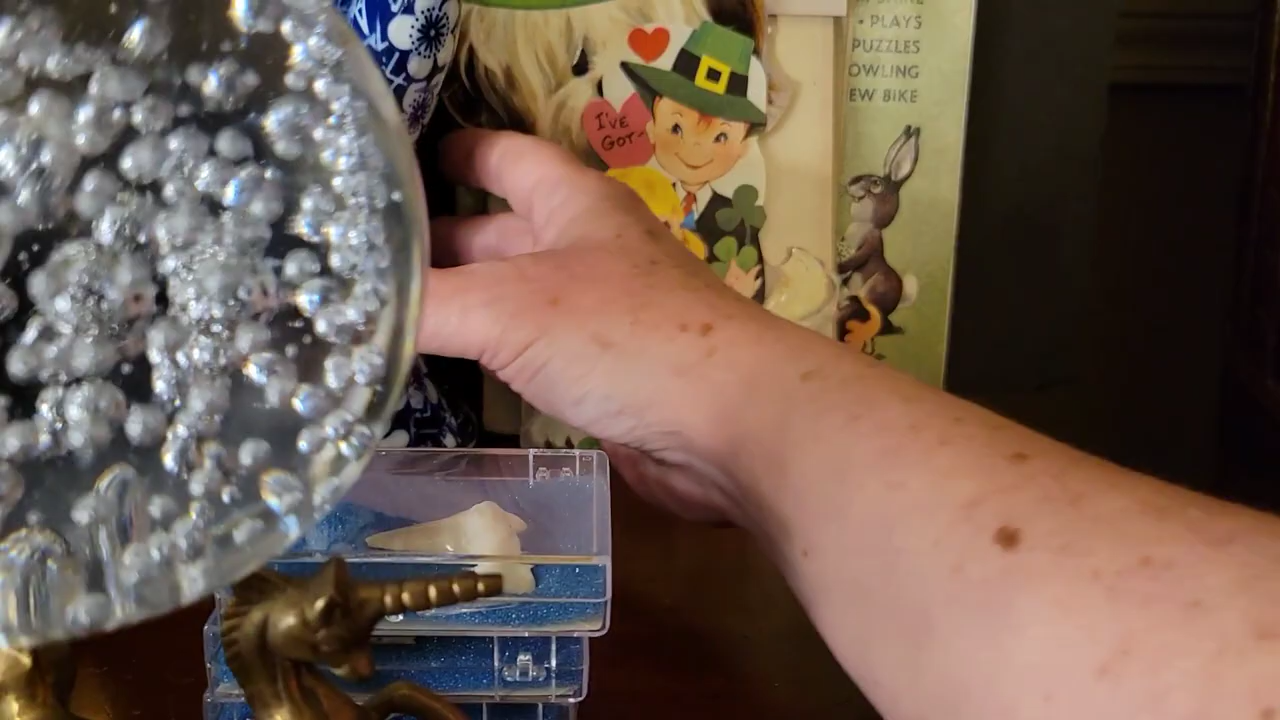 • PLAYS
PUZZLES
OWLING
EW BIKE
I'VE
GOT-